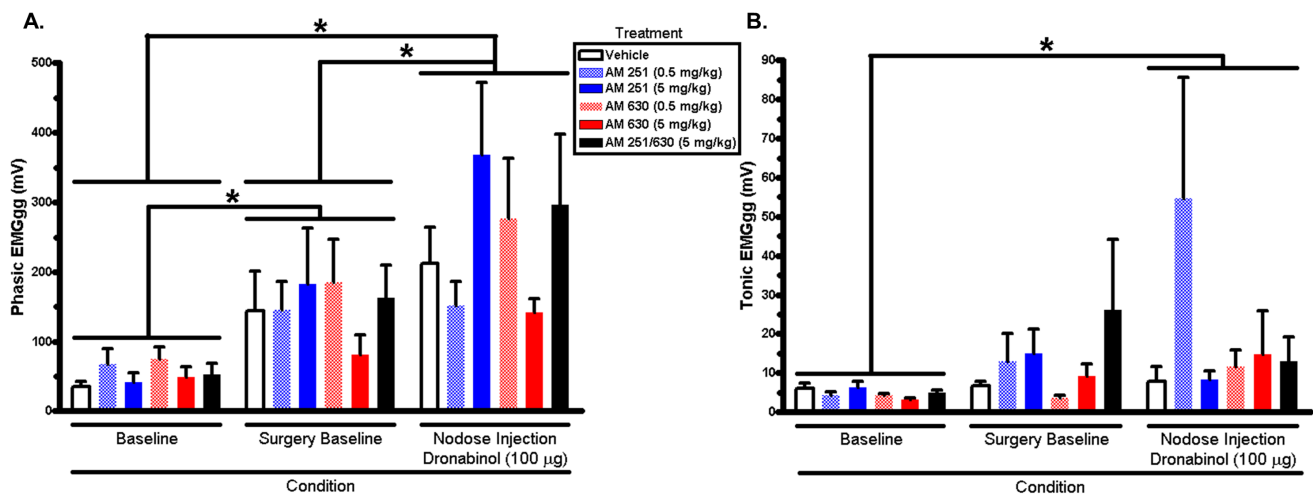 A.
*
*
*
Phasic EMGgg (mV)
500
400
300
200
100
0
Baseline
Surgery Baseline
Nodose Injection
Dronabinol (100 µg)
Condition
Treatment
Vehicle
AM 251 (0.5 mg/kg)
AM 251 (5 mg/kg)
AM 630 (0.5 mg/kg)
AM 630 (5 mg/kg)
AM 251/630 (5 mg/kg)
B.
*
Tonic EMGgg (mV)
90
80
70
60
50
40
30
20
10
0
Baseline
Surgery Baseline
Nodose Injection
Dronabinol (100 µg)
Condition